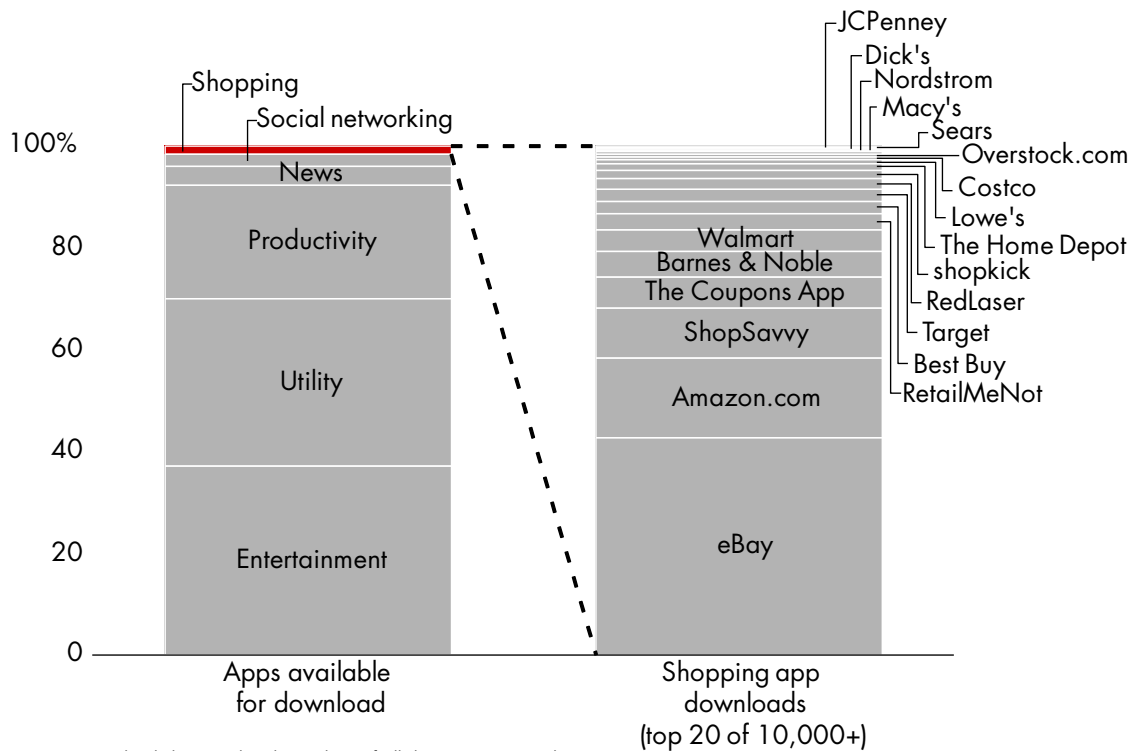 JCPenney
Dick's
Nordstrom
Macy's
Sears
Overstock.com
Costco
Lowe's
The Home Depot
shopkick
RedLaser
Target
Best Buy
RetailMeNot
Shopping
Social networking
100%
80
60
40
20
0
News
Productivity
Utility
Entertainment
Walmart
Barnes & Noble
The Coupons App
ShopSavvy
Amazon.com
eBay
Apps available
for download
Shopping app
downloads
(top 20 of 10,000+)